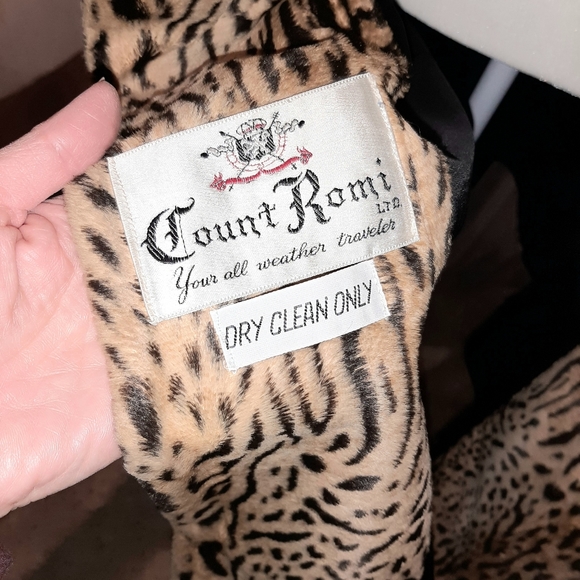 Count Romi
LTD.
Your all weather traveler
DRY CLEAN ONLY